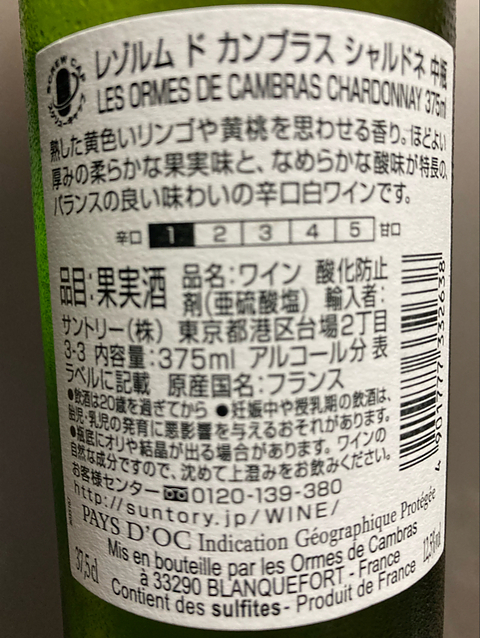 SCREW CAP
レゾルム ド カンブラス シャルドネ 中瓶
LES ORMES DE CAMBRAS CHARDONNAY 375ml
熟した黄色いリンゴや黄桃を思わせる香り。ほどよい
厚みの柔らかな果実味と、なめらかな酸味が特長の、
バランスの良い味わいの辛口白ワインです。
辛口 1 2 3 4 5 甘口
品目:果実酒 品名:ワイン 酸化防止
剤(亜硫酸塩) 輸入者:
サントリー(株) 東京都港区台場2丁目
3-3 内容量:375ml アルコール分 表
ラベルに記載 原産国名:フランス
●飲酒は20歳を過ぎてから ●妊娠中や授乳期の飲酒は、
胎児・乳児の発育に悪影響を与えるおそれがあります。
●瓶底にオリや結晶が出る場合があります。ワインの
自然な成分ですので、沈めて上澄みをお飲みください。
お客様センター 0120-139-380
http://suntory.jp/WINE/
4 901777 332638
PAYS D'OC Indication Géographique Protégée
Mis en bouteille par les Ormes de Cambras
à 33290 BLANQUEFORT - France
Contient des sulfites - Produit de France
37,5cl
12,5%vol